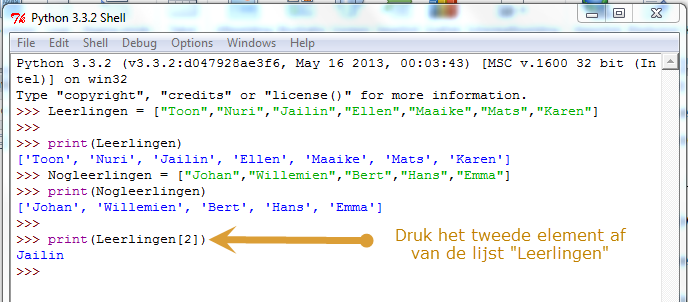 Python 3.3.2 Shell
File Edit Shell Debug Options Windows Help
Python 3.3.2 (v3.3.2:d047928ae3f6, May 16 2013, 00:03:43) [MSC v.1600 32 bit (In
tel)] on win32
Type "copyright", "credits" or "license()" for more information.
>>> Leerlingen = ["Toon","Nuri","Jailin","Ellen","Maaike","Mats","Karen"]
>>>
>>> print(Leerlingen)
['Toon', 'Nuri', 'Jailin', 'Ellen', 'Maaike', 'Mats', 'Karen']
>>> Nogleerlingen = ["Johan","Willemien","Bert","Hans","Emma"]
>>> print(Nogleerlingen)
['Johan', 'Willemien', 'Bert', 'Hans', 'Emma']
>>>
>>> print(Leerlingen[2])
Jailin
>>>
Druk het tweede element af
van de lijst "Leerlingen"